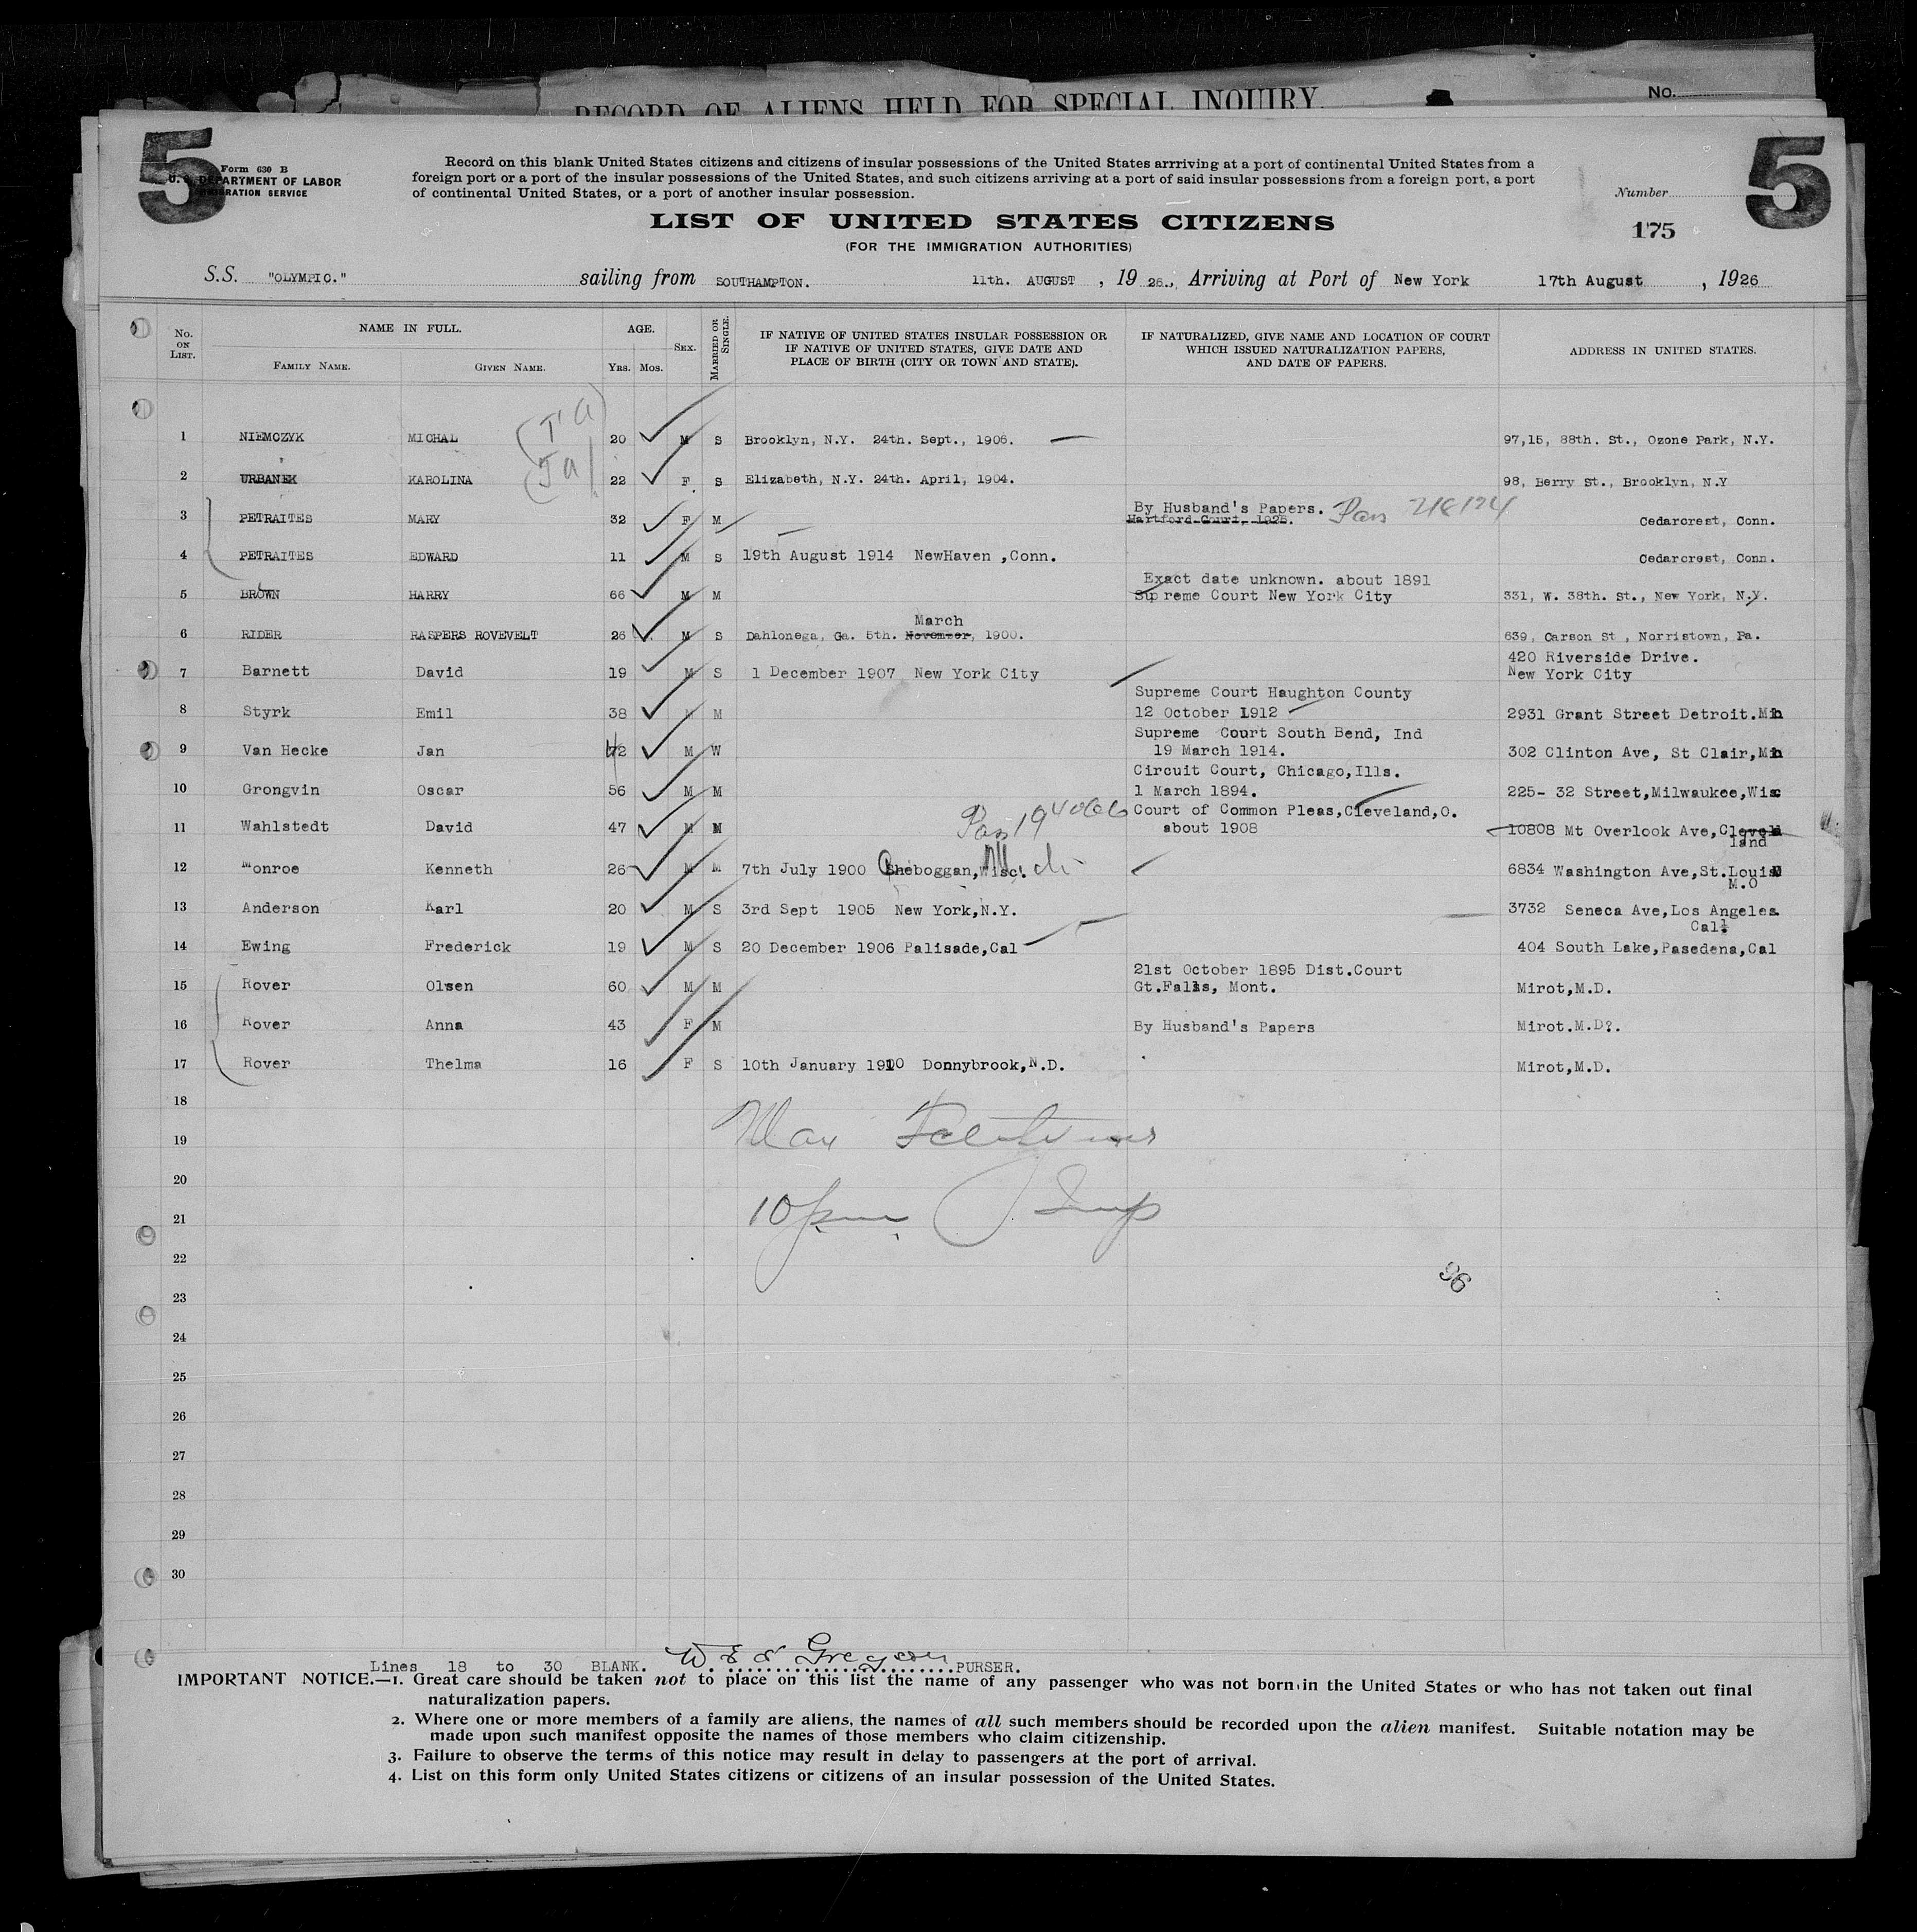 RECORD OF ALIENS HELD FOR SPECIAL INQUIRY.
No.
5
5
Form 630 B
U. S. DEPARTMENT OF LABOR
IMMIGRATION SERVICE
Record on this blank United States citizens and citizens of insular possessions of the United States arrriving at a port of continental United States from a
foreign port or a port of the insular possessions of the United States, and such citizens arriving at a port of said insular possessions from a foreign port, a port
of continental United States, or a port of another insular possession.
Number
175
LIST OF UNITED STATES CITIZENS
(FOR THE IMMIGRATION AUTHORITIES)
S.S. "OLYMPIC." sailing from SOUTHAMPTON. 11th. AUGUST , 19 26., Arriving at Port of New York 17th August , 1926
No. ON LIST.
NAME IN FULL.
FAMILY NAME. GIVEN NAME.
AGE.
Yrs. Mos.
SEX.
MARRIED OR SINGLE.
IF NATIVE OF UNITED STATES INSULAR POSSESSION OR
IF NATIVE OF UNITED STATES, GIVE DATE AND
PLACE OF BIRTH (CITY OR TOWN AND STATE).
IF NATURALIZED, GIVE NAME AND LOCATION OF COURT
WHICH ISSUED NATURALIZATION PAPERS,
AND DATE OF PAPERS.
ADDRESS IN UNITED STATES.
1 NIEMCZYK MICHAL 20 M S Brooklyn, N.Y. 24th. Sept., 1906. 97,15, 88th. St., Ozone Park, N.Y.
2 URBANEK KAROLINA 22 F S Elizabeth, N.Y. 24th. April, 1904. 98, Berry St., Brooklyn, N.Y
By Husband's Papers. Pas 218124
3 PETRAITES MARY 32 F M Hartford Court, 1925. Cedarcrest, Conn.
4 PETRAITES EDWARD 11 M S 19th August 1914 NewHaven ,Conn. Cedarcrest, Conn.
Exact date unknown. about 1891
5 BROWN HARRY 66 M M Supreme Court New York City 331, W. 38th. St., New York, N.Y.
March
6 RIDER RASPERS ROVEVELT 26 M S Dahlonega, Ga. 5th. November, 1900. 639, Carson St , Norristown, Pa.
420 Riverside Drive.
7 Barnett David 19 M S 1 December 1907 New York City New York City
Supreme Court Haughton County
8 Styrk Emil 38 M M 12 October 1912 2931 Grant Street Detroit.Mih
Supreme Court South Bend, Ind
9 Van Hecke Jan 72 M W 19 March 1914. 302 Clinton Ave, St Clair,Mih
Circuit Court, Chicago,Ills.
10 Grongvin Oscar 56 M M 1 March 1894. 225- 32 Street,Milwaukee,Wisc
Pas 194066 Court of Common Pleas,Cleveland,O.
11 Wahlstedt David 47 M M about 1908 10808 Mt Overlook Ave,Cleve
land
12 Monroe Kenneth 26 M M 7th July 1900 Sheboggan,Wisc. Mich 6834 Washington Ave,St.Louis
M.O
13 Anderson Karl 20 M S 3rd Sept 1905 New York,N.Y. 3732 Seneca Ave,Los Angeles.
Cal.
14 Ewing Frederick 19 M S 20 December 1906 Palisade,Cal 404 South Lake,Pasedena,Cal
21st October 1895 Dist.Court
15 Rover Olsen 60 M M Gt.Falls, Mont. Mirot,M.D.
16 Rover Anna 43 F M By Husband's Papers Mirot.M.D?.
17 Rover Thelma 16 F S 10th January 1910 Donnybrook,N.D. Mirot,M.D.
18
19
20
21 10 pm
22
96
23
24
25
26
27
28
29
30
Lines 18 to 30 BLANK. W. E. S Gregson PURSER.
IMPORTANT NOTICE.—1. Great care should be taken not to place on this list the name of any passenger who was not born in the United States or who has not taken out final
naturalization papers.
2. Where one or more members of a family are aliens, the names of all such members should be recorded upon the alien manifest. Suitable notation may be
made upon such manifest opposite the names of those members who claim citizenship.
3. Failure to observe the terms of this notice may result in delay to passengers at the port of arrival.
4. List on this form only United States citizens or citizens of an insular possession of the United States.